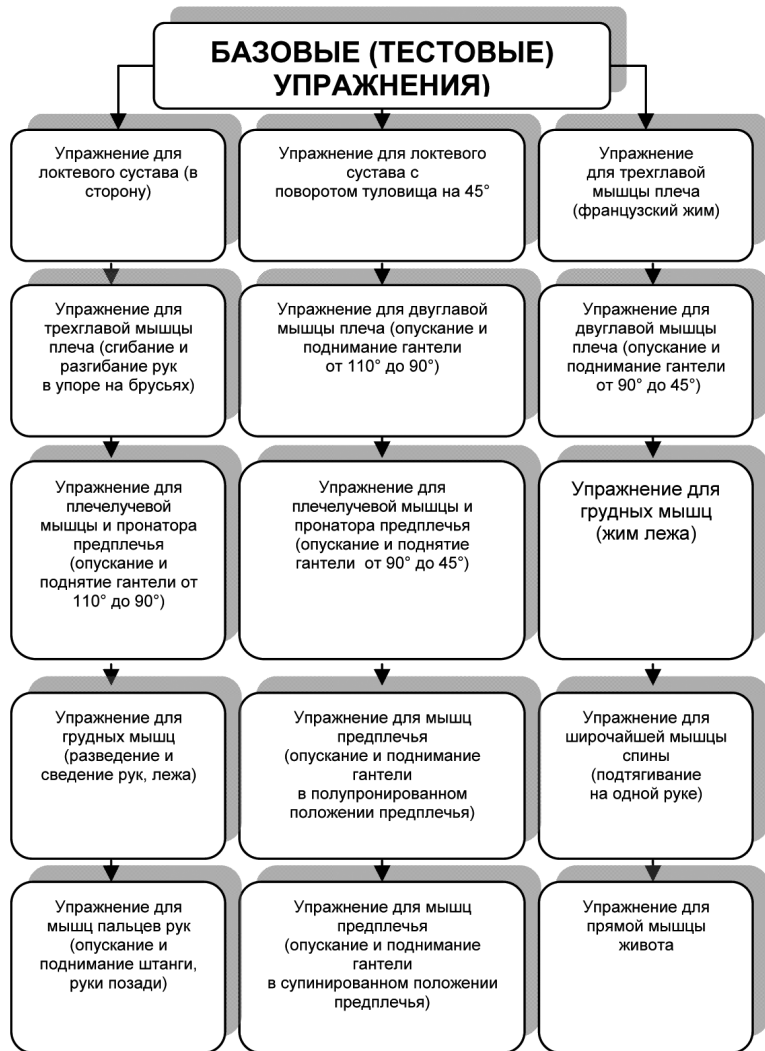 БАЗОВЫЕ (ТЕСТОВЫЕ)
УПРАЖНЕНИЯ)
Упражнение для
локтевого сустава (в
сторону)
Упражнение для локтевого
сустава с
поворотом туловища на 45°
Упражнение
для трехглавой
мышцы плеча
(французский жим)
Упражнение для
трехглавой мышцы
плеча (сгибание и
разгибание рук
в упоре на брусьях)
Упражнение для двуглавой
мышцы плеча (опускание и
поднимание гантели
от 110° до 90°)
Упражнение для
двуглавой мышцы
плеча (опускание и
поднимание гантели
от 90° до 45°)
Упражнение для
плечелучевой
мышцы и пронатора
предплечья
(опускание и
поднятие гантели от
110° до 90°)
Упражнение для
плечелучевой мышцы и
пронатора предплечья
(опускание и поднятие
гантели от 90° до 45°)
Упражнение для
грудных мышц
(жим лежа)
Упражнение для
грудных мышц
(разведение и
сведение рук, лежа)
Упражнение для мышц
предплечья
(опускание и поднимание
гантели
в полупронированном
положении предплечья)
Упражнение для
широчайшей мышцы
спины
(подтягивание
на одной руке)
Упражнение для
мышц пальцев рук
(опускание и
поднимание штанги,
руки позади)
Упражнение для мышц
предплечья
(опускание и поднимание
гантели
в супинированном положении
предплечья)
Упражнение для
прямой мышцы
живота